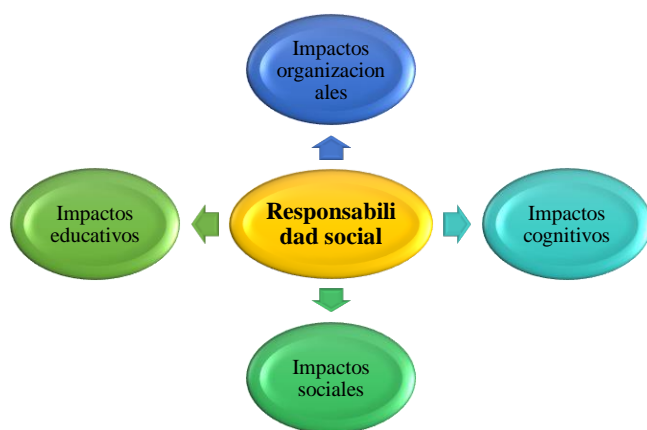 Impactos
organizacion
ales
Impactos
educativos
Responsabili
dad social
Impactos
cognitivos
Impactos
sociales